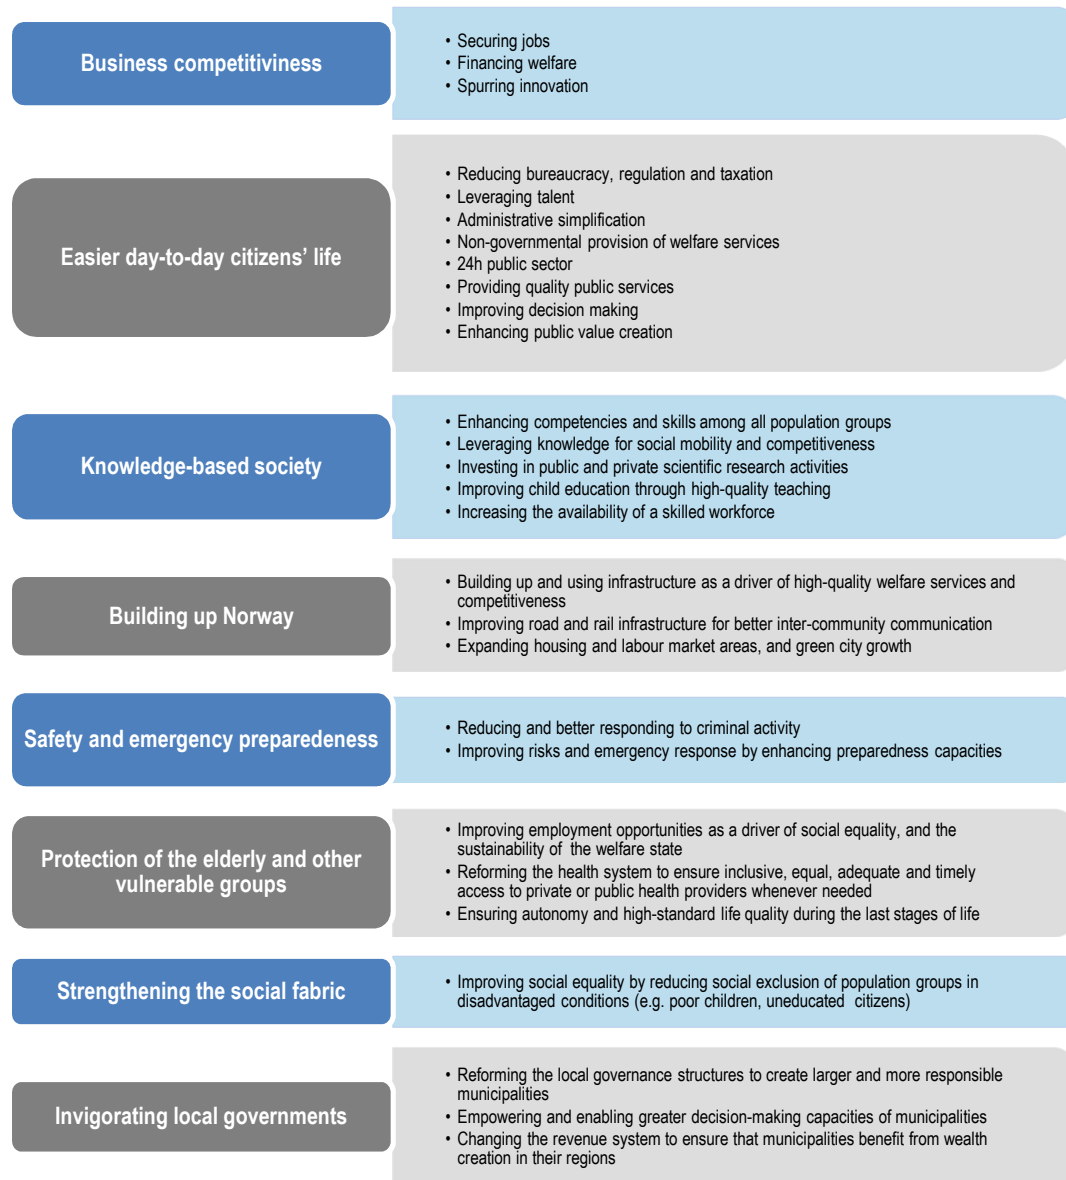 Business competitiviness
• Securing jobs
• Financing welfare
• Spurring innovation
Easier day-to-day citizens’ life
• Reducing bureaucracy, regulation and taxation
• Leveraging talent
• Administrative simplification
• Non-governmental provision of welfare services
• 24h public sector
• Providing quality public services
• Improving decision making
• Enhancing public value creation
Knowledge-based society
• Enhancing competencies and skills among all population groups
• Leveraging knowledge for social mobility and competitiveness
• Investing in public and private scientific research activities
• Improving child education through high-quality teaching
• Increasing the availability of a skilled workforce
Building up Norway
• Building up and using infrastructure as a driver of high-quality welfare services and
competitiveness
• Improving road and rail infrastructure for better inter-community communication
• Expanding housing and labour market areas, and green city growth
Safety and emergency preparedeness
• Reducing and better responding to criminal activity
• Improving risks and emergency response by enhancing preparedness capacities
Protection of the elderly and other
vulnerable groups
• Improving employment opportunities as a driver of social equality, and the
sustainability of the welfare state
• Reforming the health system to ensure inclusive, equal, adequate and timely
access to private or public health providers whenever needed
• Ensuring autonomy and high-standard life quality during the last stages of life
Strengthening the social fabric
• Improving social equality by reducing social exclusion of population groups in
disadvantaged conditions (e.g. poor children, uneducated citizens)
Invigorating local governments
• Reforming the local governance structures to create larger and more responsible
municipalities
• Empowering and enabling greater decision-making capacities of municipalities
• Changing the revenue system to ensure that municipalities benefit from wealth
creation in their regions